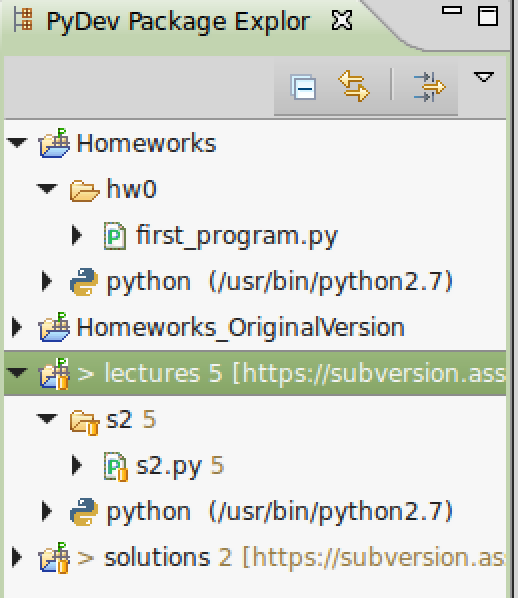 PyDev Package Explor
Homeworks
hw0
first_program.py
python (/usr/bin/python2.7)
Homeworks_OriginalVersion
> lectures 5 [https://subversion.ass
s2 5
s2.py 5
python (/usr/bin/python2.7)
> solutions 2 [https://subversion.as